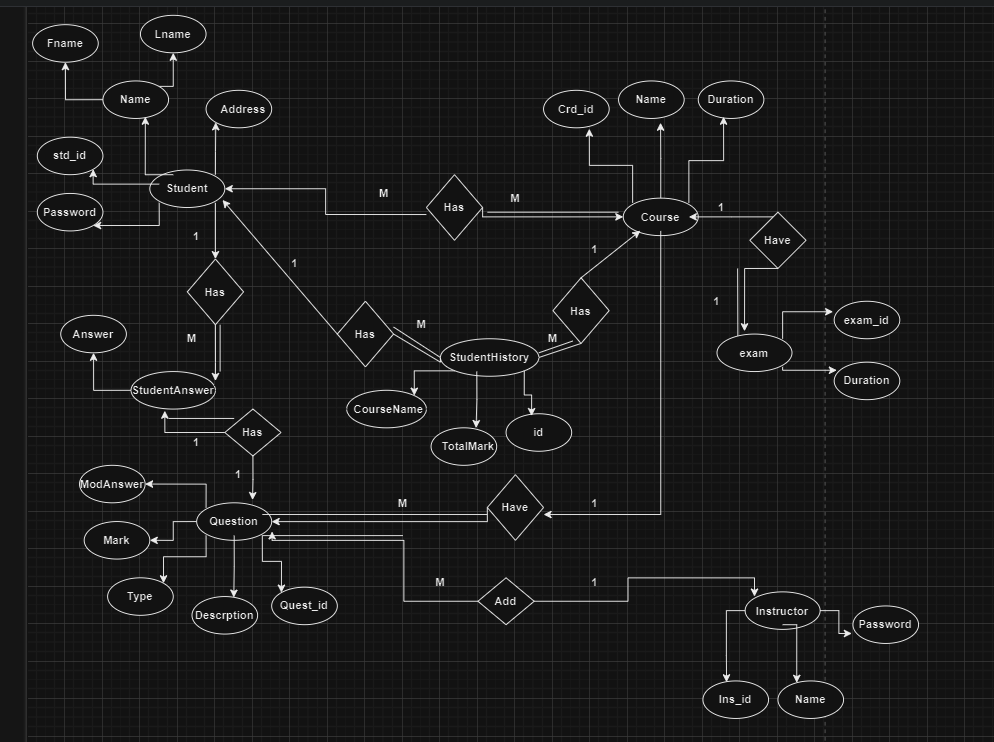 Lname
Fname
Name
Address
Crd_id
Name
Duration
std_id
Student
Password
M
Has
M
Course
1
Have
1
1
1
Has
Has
M
1
exam_id
exam
Duration
Has
M
M
StudentHistory
Answer
StudentAnswer
CourseName
TotalMark
id
Has
1
1
ModAnswer
M
Have
1
Question
Mark
Type
Descrption
Quest_id
M
Add
1
Instructor
Password
Ins_id
Name